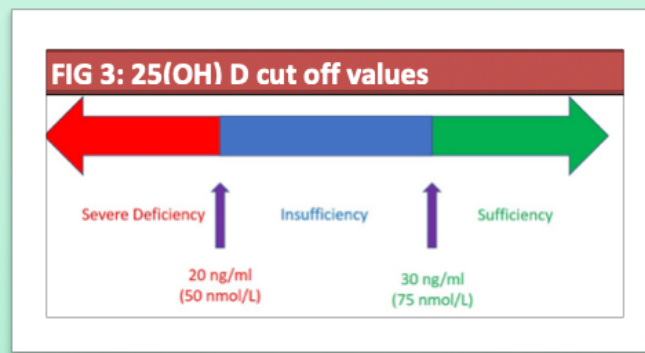 FIG 3: 25(OH) D cut off values
Severe Deficiency
Insufficiency
Sufficiency
20 ng/ml
(50 nmol/L)
30 ng/ml
(75 nmol/L)